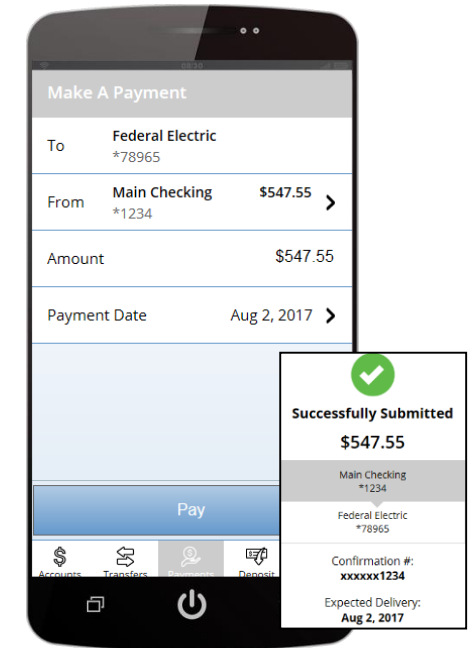 08:30
Make A Payment
To Federal Electric
*78965
From Main Checking $547.55
*1234
Amount $547.55
Payment Date Aug 2, 2017
Pay
Accounts Transfers Payments Deposit
Successfully Submitted
$547.55
Main Checking
*1234
Federal Electric
*78965
Confirmation #:
xxxxxx1234
Expected Delivery:
Aug 2, 2017